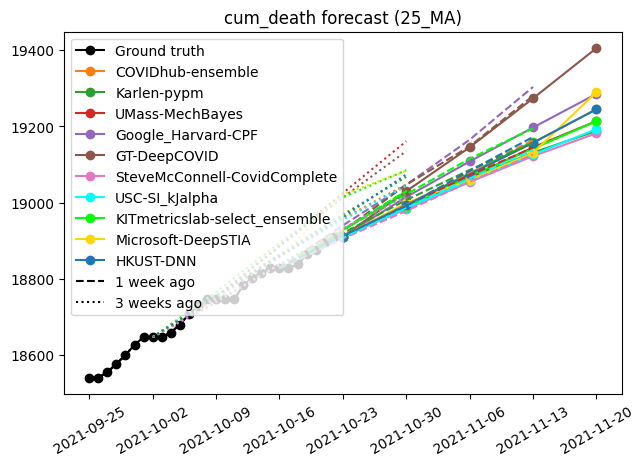 cum_death forecast (25_MA)
19400
19200
19000
18800
18600
Ground truth
COVIDhub-ensemble
Karlen-pypm
UMass-MechBayes
Google_Harvard-CPF
GT-DeepCOVID
SteveMcConnell-CovidComplete
USC-SI_kJalpha
KITmetricslab-select_ensemble
Microsoft-DeepSTIA
HKUST-DNN
1 week ago
3 weeks ago
2021-09-25
2021-10-02
2021-10-09
2021-10-16
2021-10-23
2021-10-30
2021-11-06
2021-11-13
2021-11-20